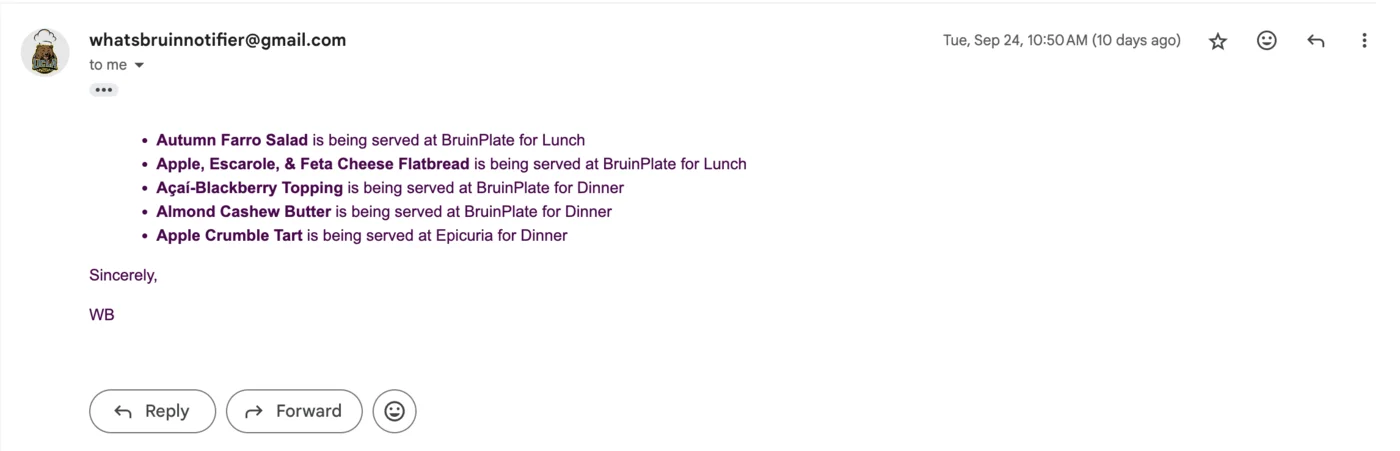 whatsbruinnotifier@gmail.com
Tue, Sep 24, 10:50 AM (10 days ago)
to me
• Autumn Farro Salad is being served at BruinPlate for Lunch
• Apple, Escarole, & Feta Cheese Flatbread is being served at BruinPlate for Lunch
• Açaí-Blackberry Topping is being served at BruinPlate for Dinner
• Almond Cashew Butter is being served at BruinPlate for Dinner
• Apple Crumble Tart is being served at Epicuria for Dinner
Sincerely,
WB
Reply
Forward